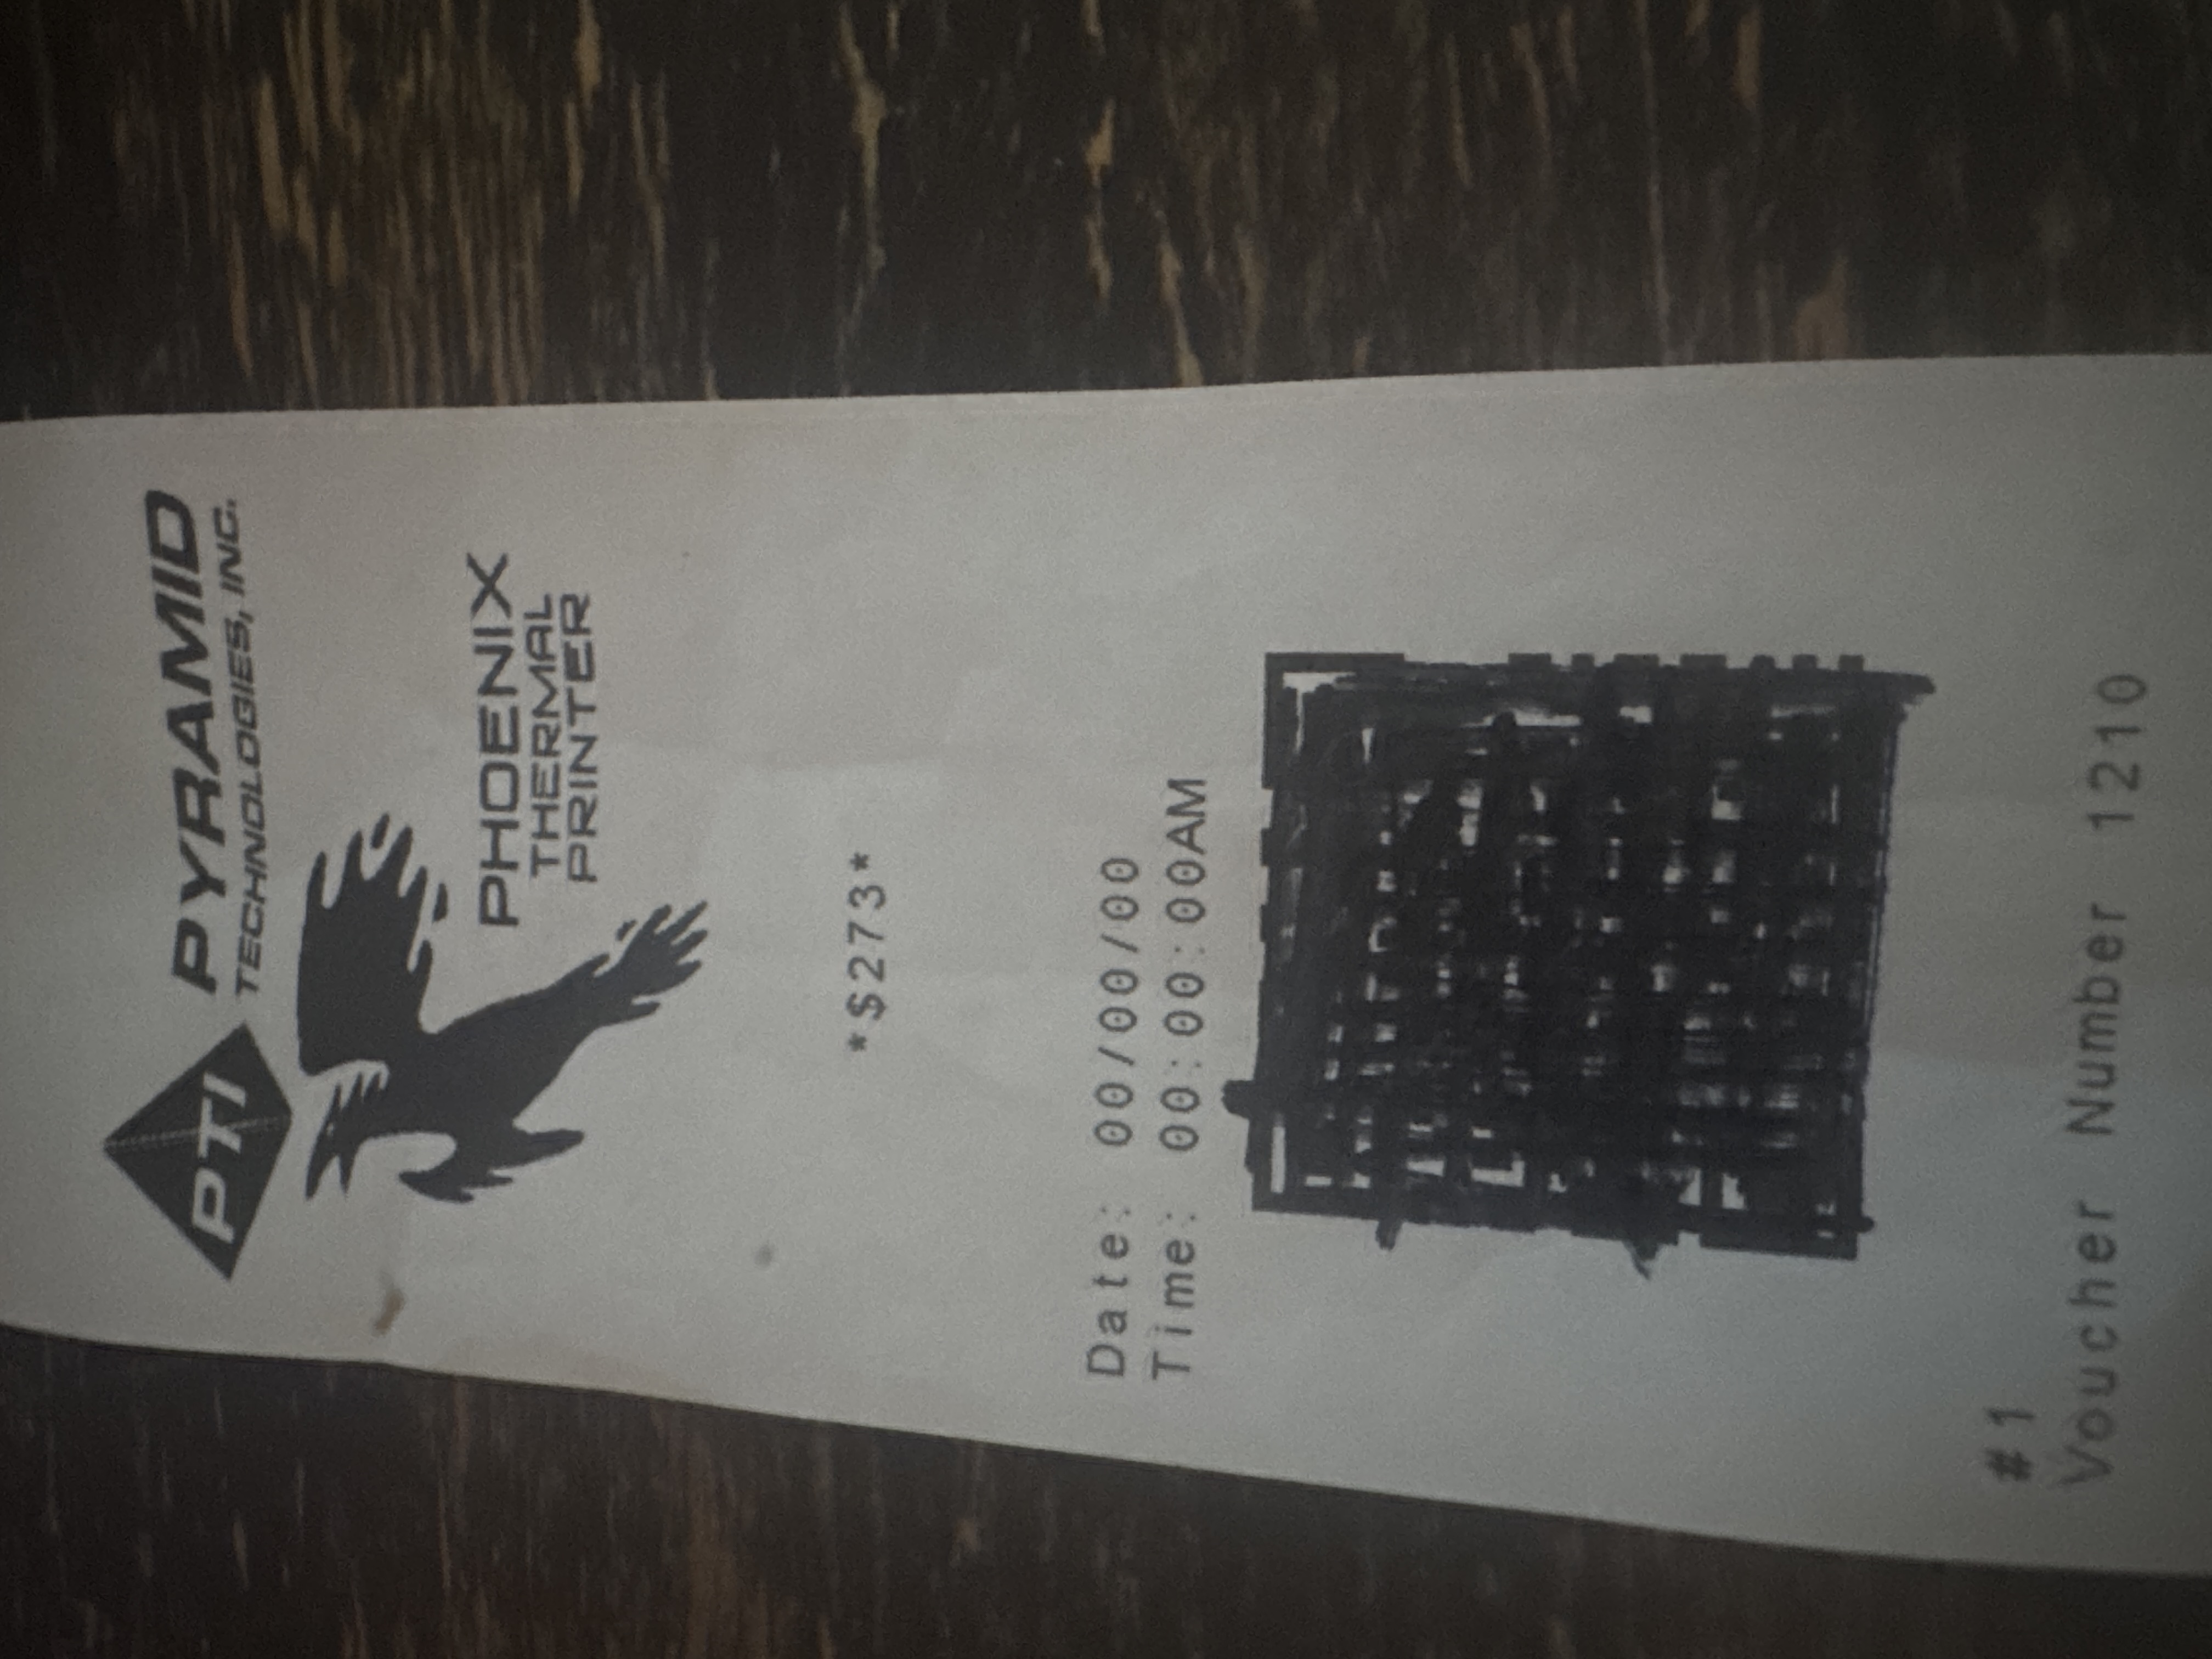 PTI
PYRAMID
TECHNOLOGIES, INC.
PHOENIX
THERMAL
PRINTER
*$273*
Date: 00/00/00
Time: 00:00:00AM
#1
Voucher Number 1210